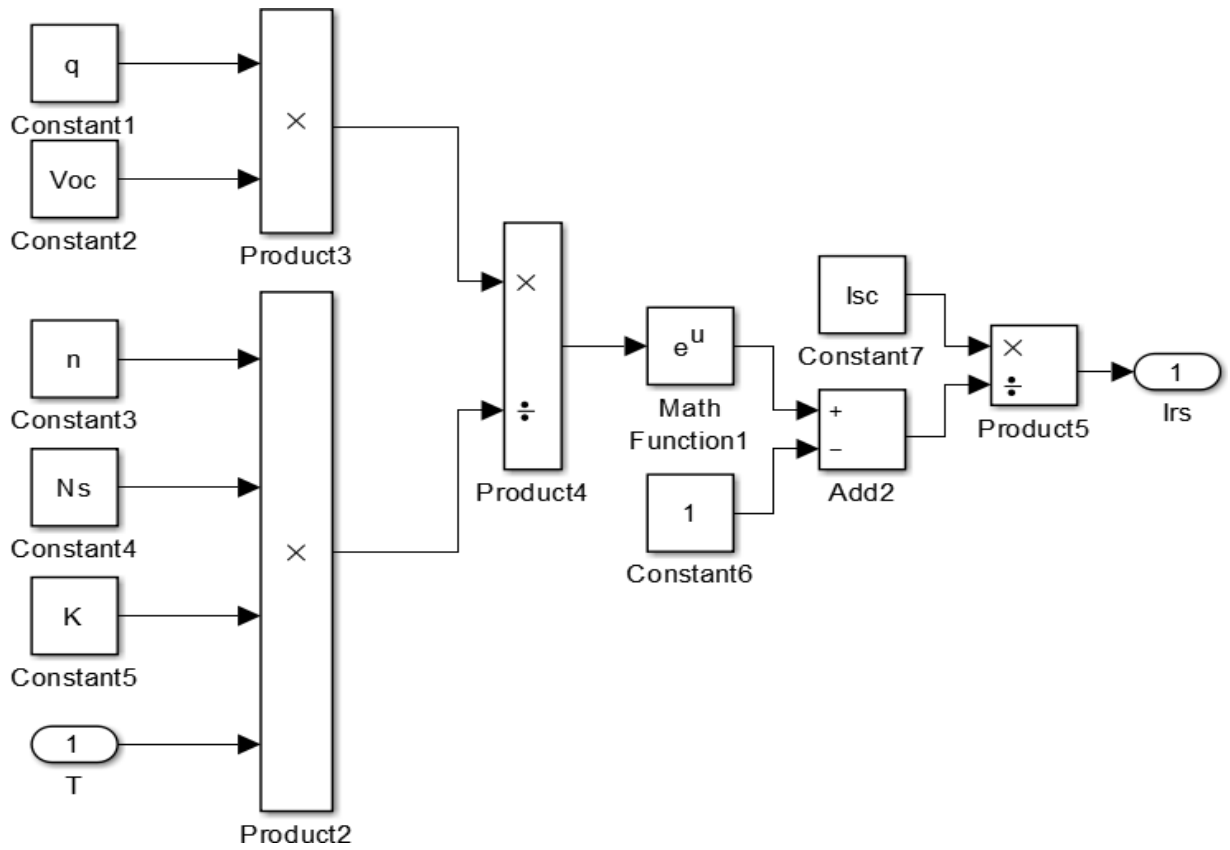 q
Constant1
Voc
Constant2
×
Product3
n
Constant3
Ns
Constant4
K
Constant5
1
T
×
Product2
×
÷
Product4
e^u
Math
Function1
1
Constant6
Isc
Constant7
+
−
Add2
×
÷
Product5
1
Irs